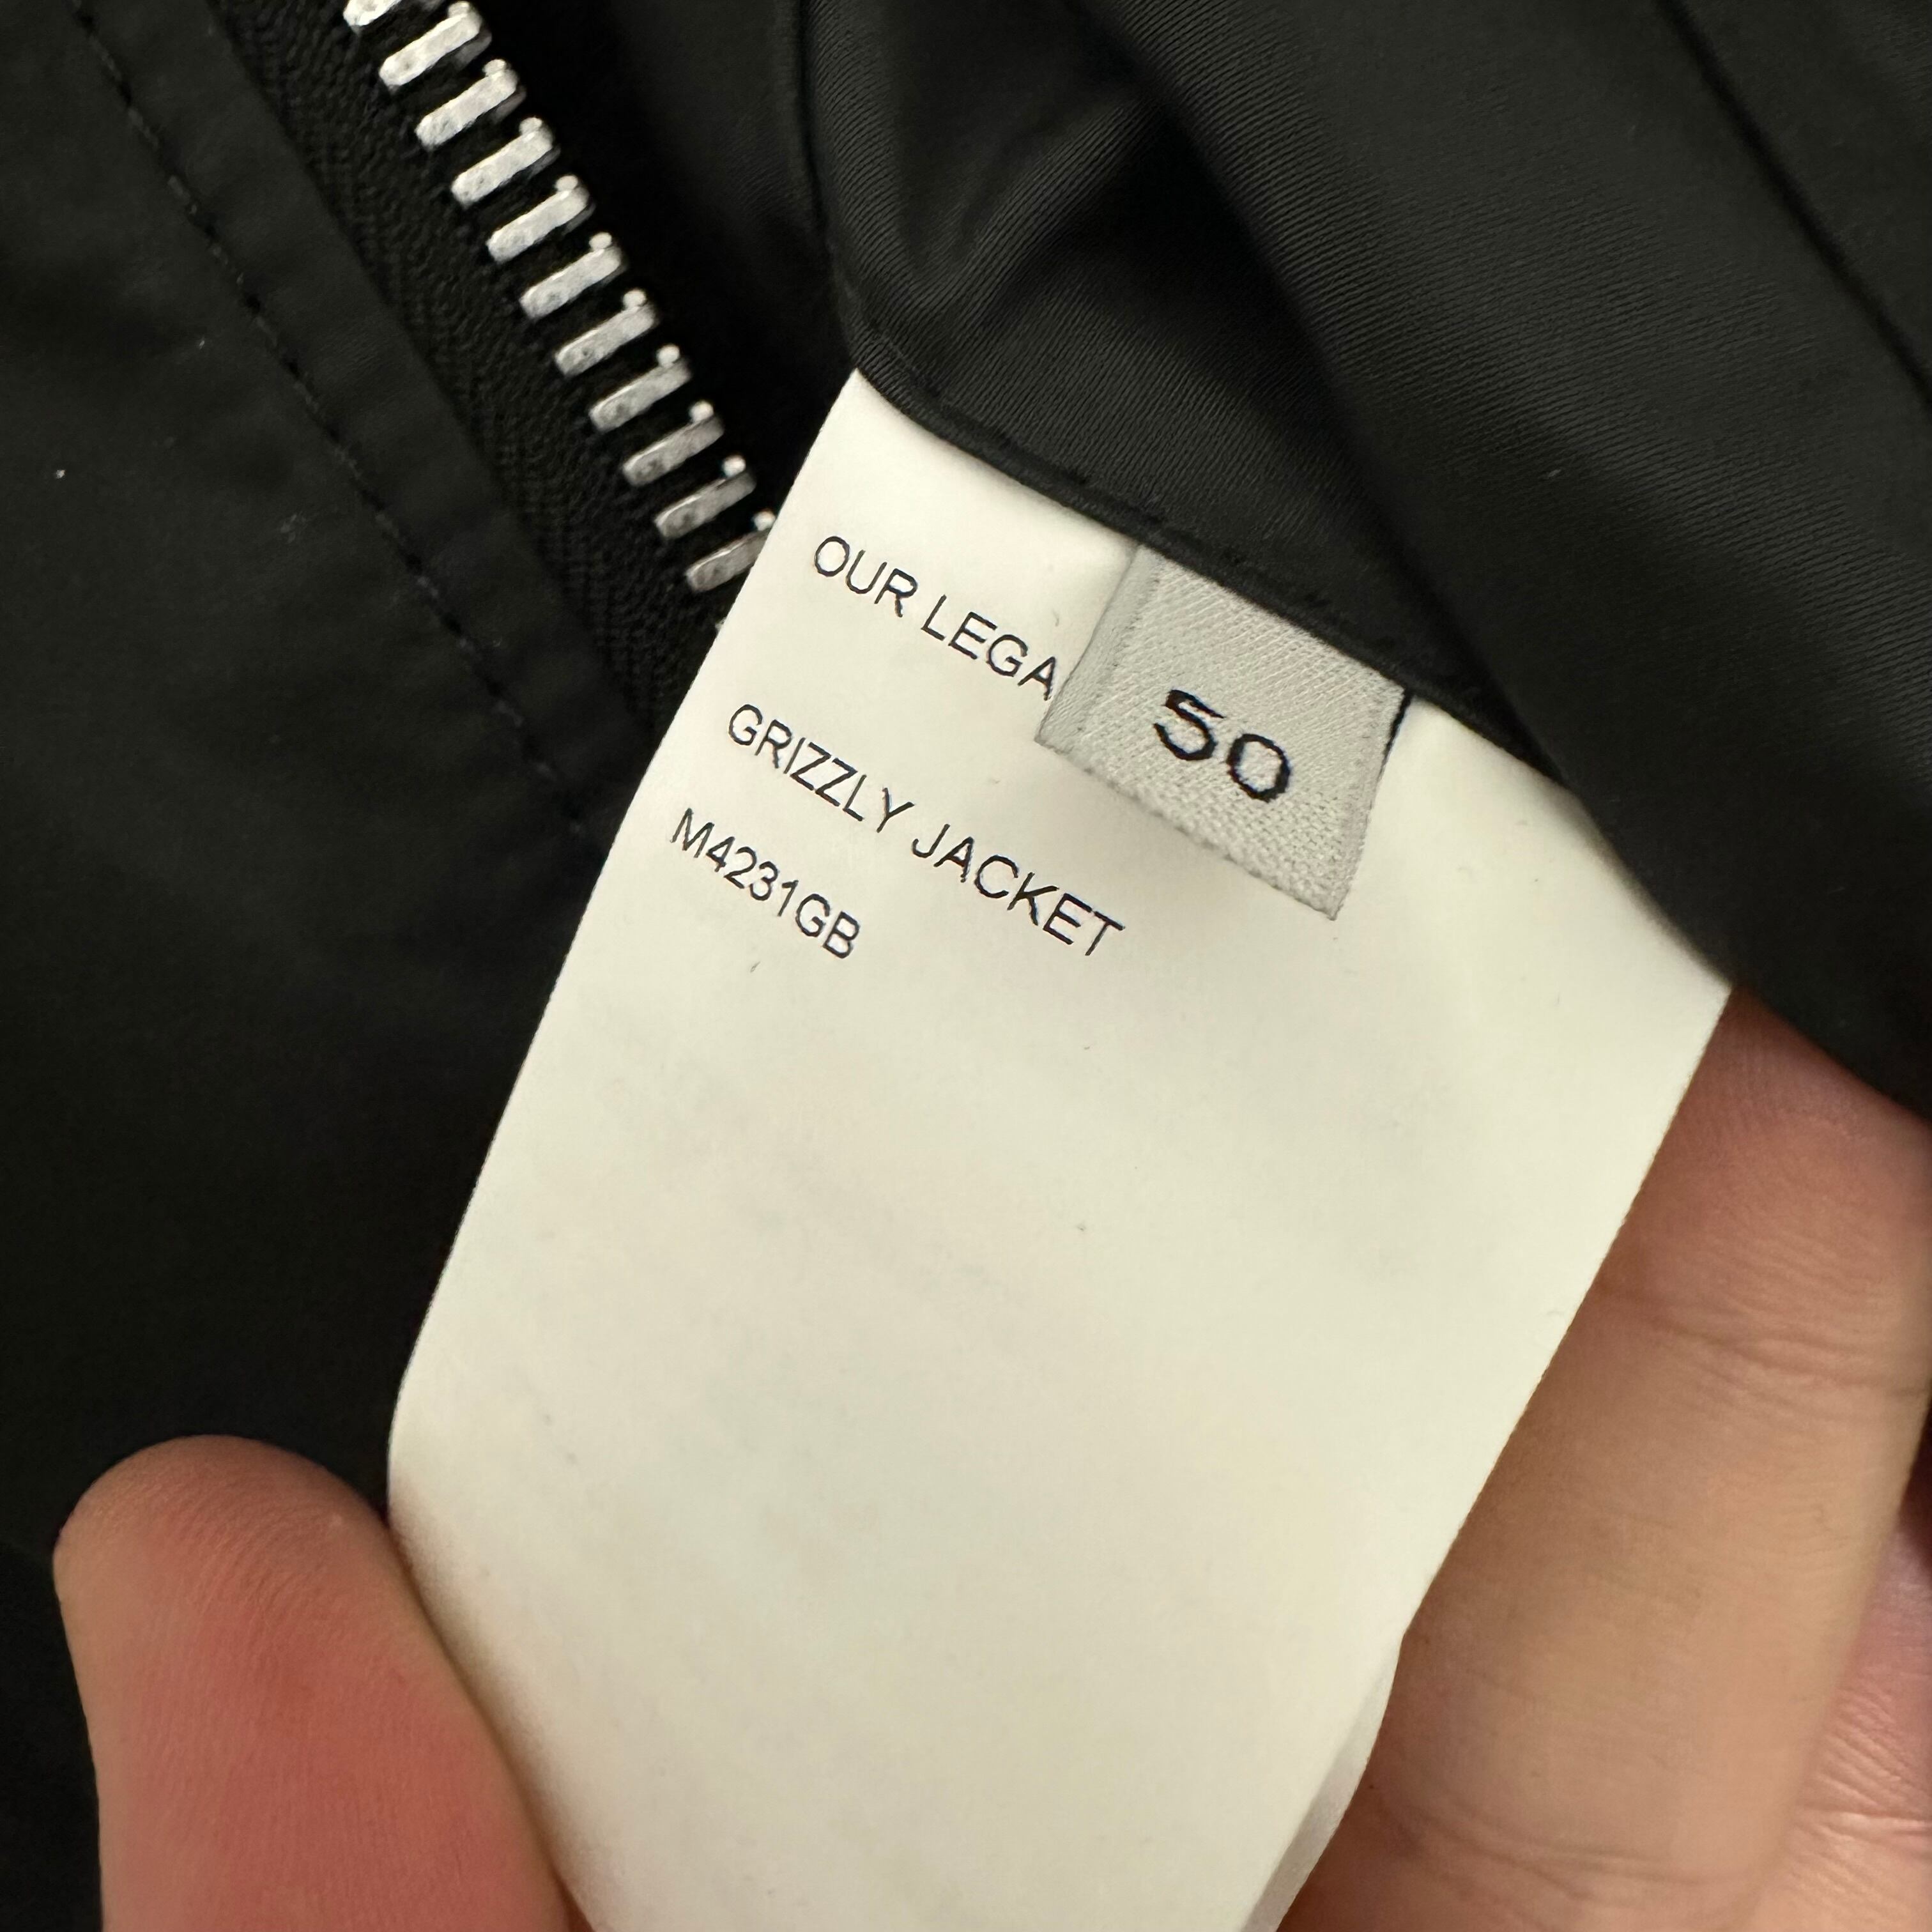 OUR LEGA
50
GRIZZLY JACKET
M4231GB